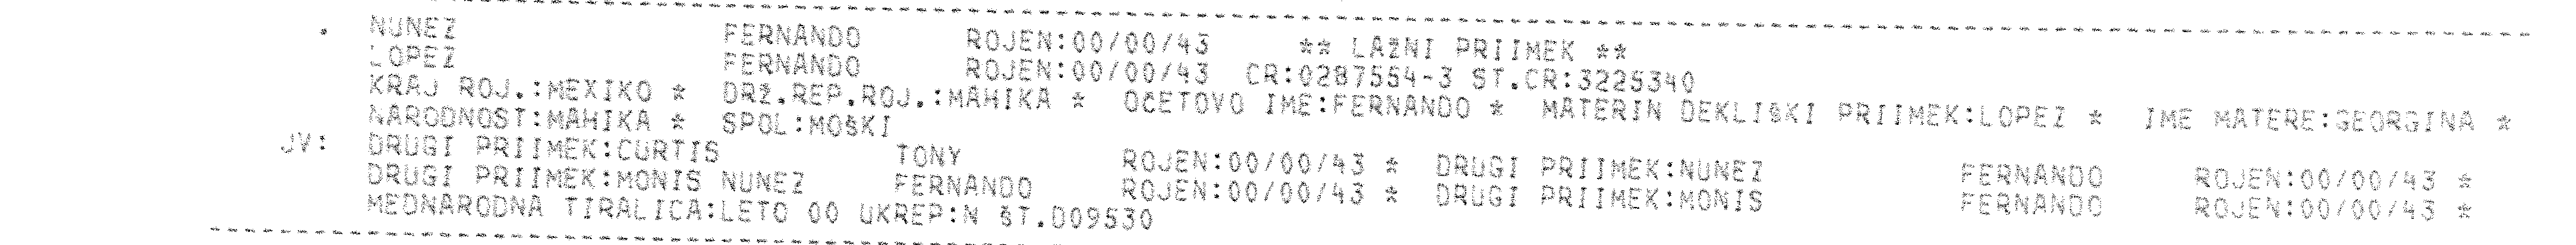 . NUNEZ FERNANDO ROJEN:00/00/43 ** LAŽNI PRIIMEK **
LOPEZ FERNANDO ROJEN:00/00/43 CR:0287554-3 ST.CR:3225340
KRAJ ROJ.:MEXIKO * DRŽ.REP.ROJ.:MAHIKA * OČETOVO IME:FERNANDO * MATERIN DEKLIŠKI PRIIMEK:LOPEZ * IME MATERE:GEORGINA *
NARODNOST:MAHIKA * SPOL:MOŠKI
JV: DRUGI PRIIMEK:CURTIS TONY ROJEN:00/00/43 * DRUGI PRIIMEK:NUNEZ FERNANDO ROJEN:00/00/43 *
DRUGI PRIIMEK:MONIS NUNEZ FERNANDO ROJEN:00/00/43 * DRUGI PRIIMEK:MONIS FERNANDO ROJEN:00/00/43 *
MEDNARODNA TIRALICA:LETO 00 UKREP:N ŠT.D09530